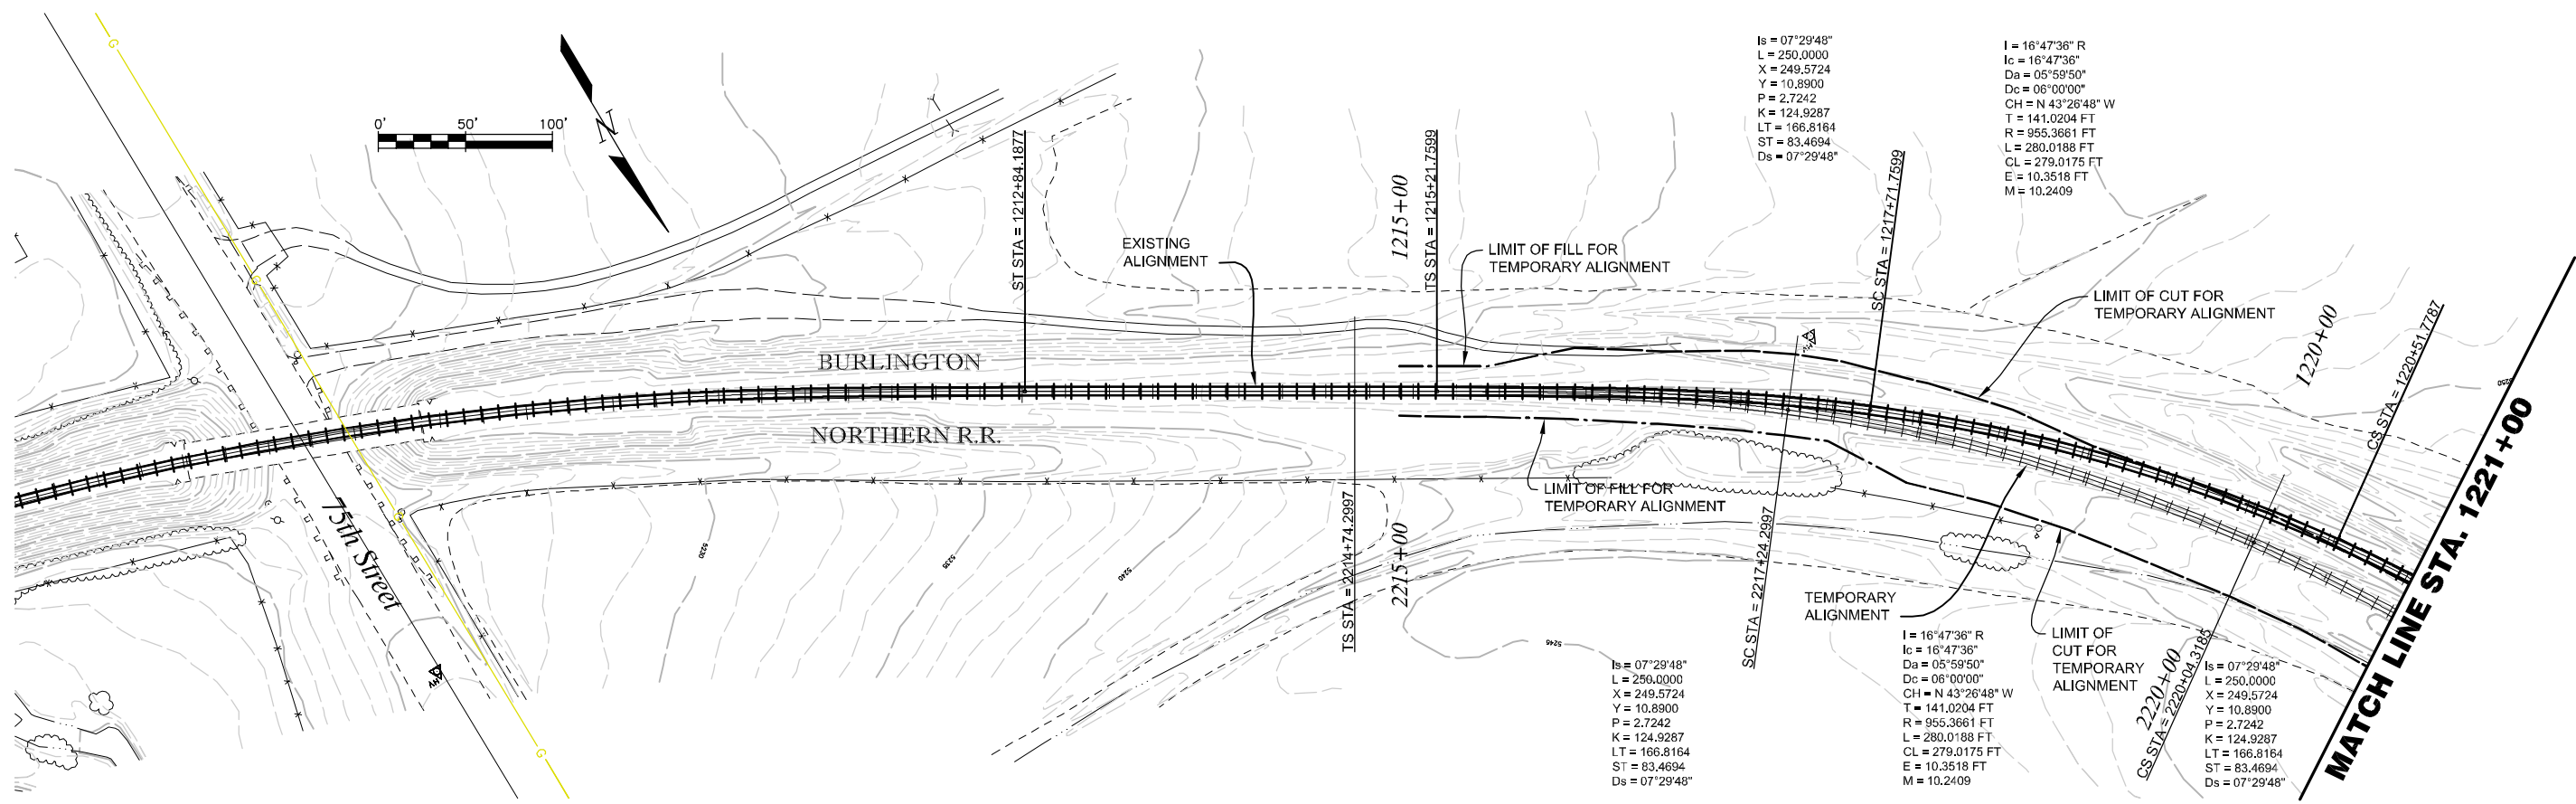 Is = 07°29'48"
L = 250.0000
X = 249.5724
Y = 10.8900
P = 2.7242
K = 124.9287
LT = 166.8164
ST = 83.4694
Ds = 07°29'48"
I = 16°47'36" R
Ic = 16°47'36"
Da = 05°59'50"
Dc = 06°00'00"
CH = N 43°26'48" W
T = 141.0204 FT
R = 955.3661 FT
L = 280.0188 FT
CL = 279.0175 FT
E = 10.3518 FT
M = 10.2409
G
0' 50' 100'
N
ST STA = 1212+84.1877
1215+00
TS STA = 1215+21.7599
SC STA = 1217+71.7599
EXISTING
ALIGNMENT
LIMIT OF FILL FOR
TEMPORARY ALIGNMENT
LIMIT OF CUT FOR
TEMPORARY ALIGNMENT
1220+00
CS STA = 1220+51.7787
G
MV
5250
BURLINGTON
NORTHERN R.R.
LIMIT OF FILL FOR
TEMPORARY ALIGNMENT
75th Street
G
G
5230
5235
5240
5245
TS STA = 2214+74.2997
2215+00
SC STA = 2217+24.2997
TEMPORARY
ALIGNMENT
LIMIT OF
CUT FOR
TEMPORARY
ALIGNMENT
2220+00
CS STA = 2220+04.3185
MATCH LINE STA. 1221+00
MV
G
Is = 07°29'48"
L = 250.0000
X = 249.5724
Y = 10.8900
P = 2.7242
K = 124.9287
LT = 166.8164
ST = 83.4694
Ds = 07°29'48"
I = 16°47'36" R
Ic = 16°47'36"
Da = 05°59'50"
Dc = 06°00'00"
CH = N 43°26'48" W
T = 141.0204 FT
R = 955.3661 FT
L = 280.0188 FT
CL = 279.0175 FT
E = 10.3518 FT
M = 10.2409
Is = 07°29'48"
L = 250.0000
X = 249.5724
Y = 10.8900
P = 2.7242
K = 124.9287
LT = 166.8164
ST = 83.4694
Ds = 07°29'48"